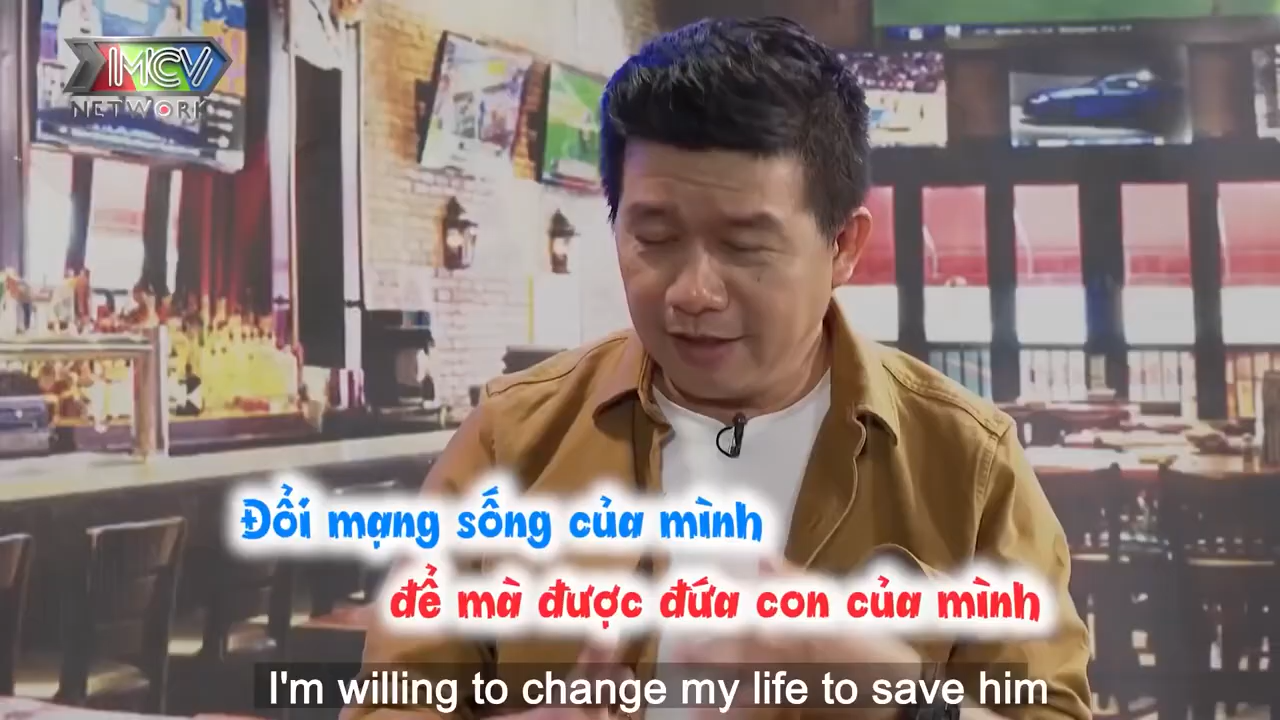 MCV
NETWORK
Đổi mạng sống của mình
để mà được đứa con của mình
I'm willing to change my life to save him